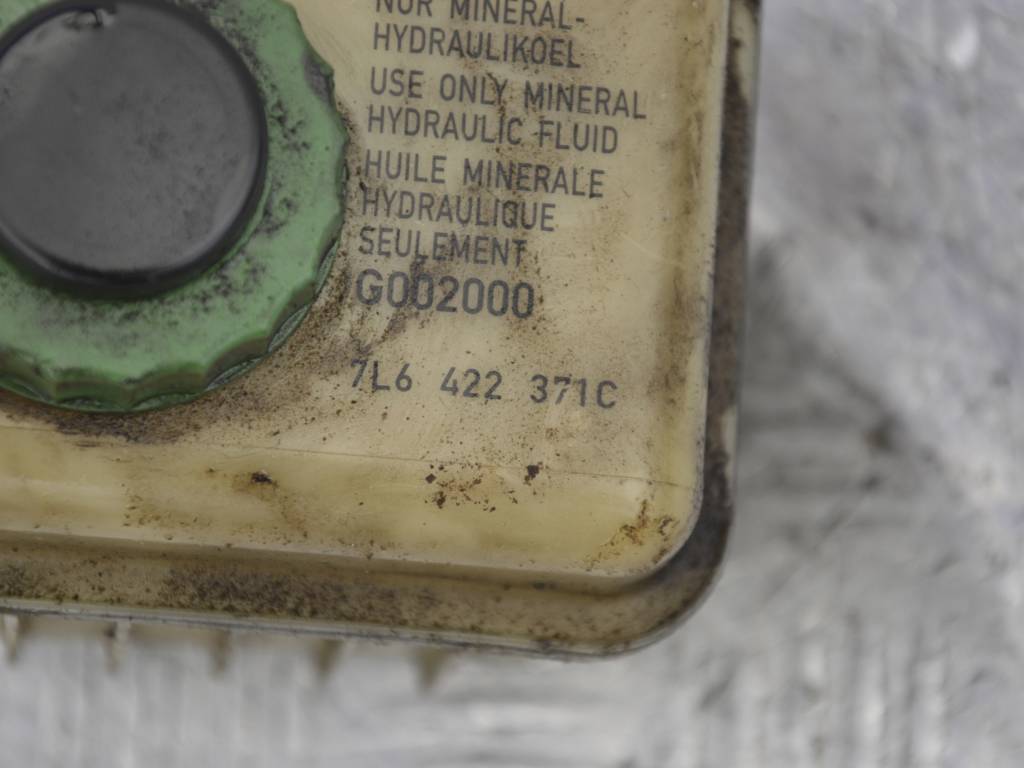 NUR MINERAL-
HYDRAULIKOEL
USE ONLY MINERAL
HYDRAULIC FLUID
HUILE MINERALE
HYDRAULIQUE
SEULEMENT
G002000
7L6 422 371C